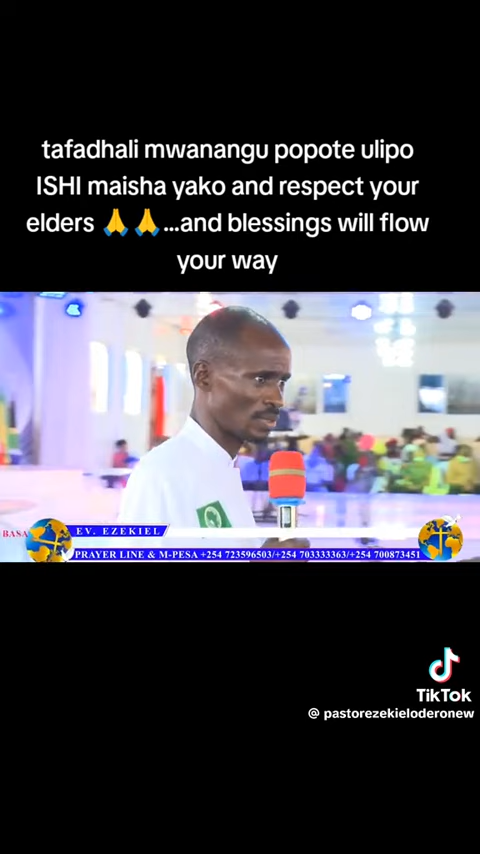 tafadhali mwanangu popote ulipo
ISHI maisha yako and respect your
elders 🙏🙏...and blessings will flow
your way
BASA
EV. EZEKIEL
PRAYER LINE & M-PESA +254 723596503/+254 703333363/+254 700873451
TikTok
@ pastorezekieloderonew